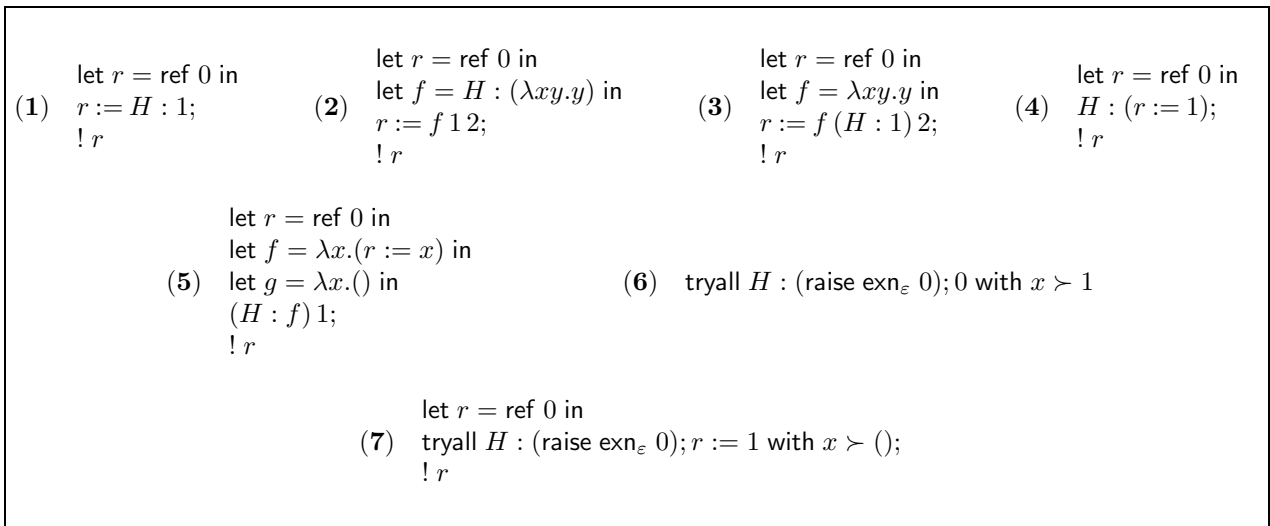 (1) let r = ref 0 in
r := H : 1;
! r
(2) let r = ref 0 in
let f = H : (λxy.y) in
r := f 1 2;
! r
(3) let r = ref 0 in
let f = λxy.y in
r := f (H : 1) 2;
! r
(4) let r = ref 0 in
H : (r := 1);
! r
(5) let r = ref 0 in
let f = λx.(r := x) in
let g = λx.() in
(H : f) 1;
! r
(6) tryall H : (raise exnε 0); 0 with x ≻ 1
(7) let r = ref 0 in
tryall H : (raise exnε 0); r := 1 with x ≻ ();
! r